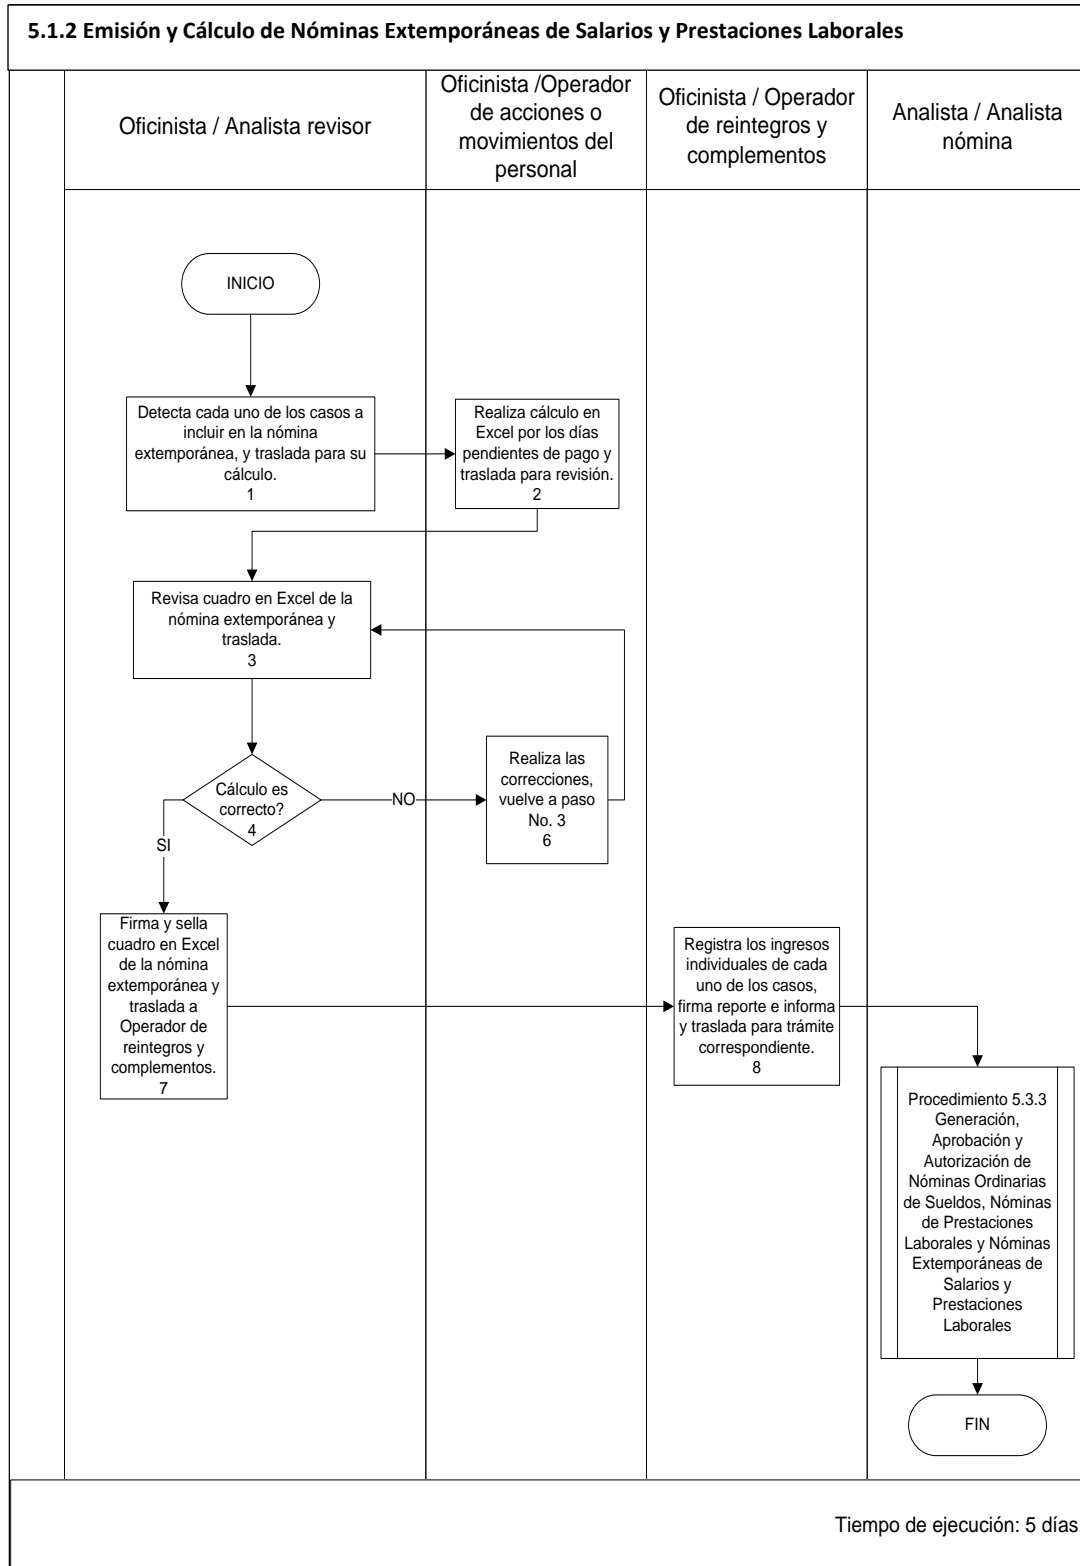 5.1.2 Emisión y Cálculo de Nóminas Extemporáneas de Salarios y Prestaciones Laborales
Oficinista / Analista revisor
Oficinista /Operador
de acciones o
movimientos del
personal
Oficinista / Operador
de reintegros y
complementos
Analista / Analista
nómina
INICIO
Detecta cada uno de los casos a
incluir en la nómina
extemporánea, y traslada para su
cálculo.
1
Realiza cálculo en
Excel por los días
pendientes de pago y
traslada para revisión.
2
Revisa cuadro en Excel de la
nómina extemporánea y
traslada.
3
Cálculo es
correcto?
4
NO
Realiza las
correcciones,
vuelve a paso
No. 3
6
SI
Firma y sella
cuadro en Excel
de la nómina
extemporánea y
traslada a
Operador de
reintegros y
complementos.
7
Registra los ingresos
individuales de cada
uno de los casos,
firma reporte e informa
y traslada para trámite
correspondiente.
8
Procedimiento 5.3.3
Generación,
Aprobación y
Autorización de
Nóminas Ordinarias
de Sueldos, Nóminas
de Prestaciones
Laborales y Nóminas
Extemporáneas de
Salarios y
Prestaciones
Laborales
FIN
Tiempo de ejecución: 5 días